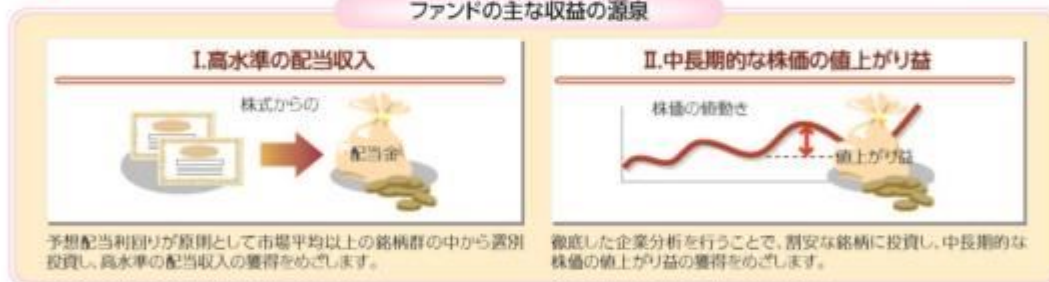 ファンドの主な収益の源泉
I.高水準の配当収入
株式からの
配当金
予想配当利回りが原則として市場平均以上の銘柄群の中から選別
投資し、高水準の配当収入の獲得をめざします。
II.中長期的な株価の値上がり益
株価の値動き
値上がり益
徹底した企業分析を行うことで、割安な銘柄に投資し、中長期的な
株価の値上がり益の獲得をめざします。